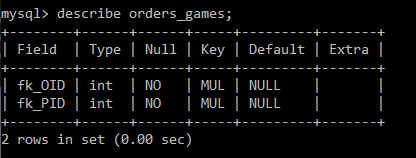 mysql> describe orders_games;
+--------+------+------+-----+---------+-------+
| Field  | Type | Null | Key | Default | Extra |
+--------+------+------+-----+---------+-------+
| fk_OID | int  | NO   | MUL | NULL    |       |
| fk_PID | int  | NO   | MUL | NULL    |       |
+--------+------+------+-----+---------+-------+
2 rows in set (0.00 sec)